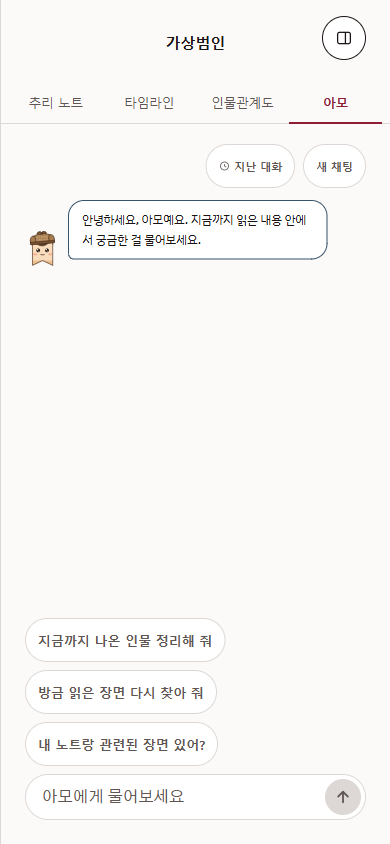 가상범인
추리 노트
타임라인
인물관계도
아모
지난 대화
새 채팅
안녕하세요, 아모예요. 지금까지 읽은 내용 안에
서 궁금한 걸 물어보세요.
지금까지 나온 인물 정리해 줘
방금 읽은 장면 다시 찾아 줘
내 노트랑 관련된 장면 있어?
아모에게 물어보세요